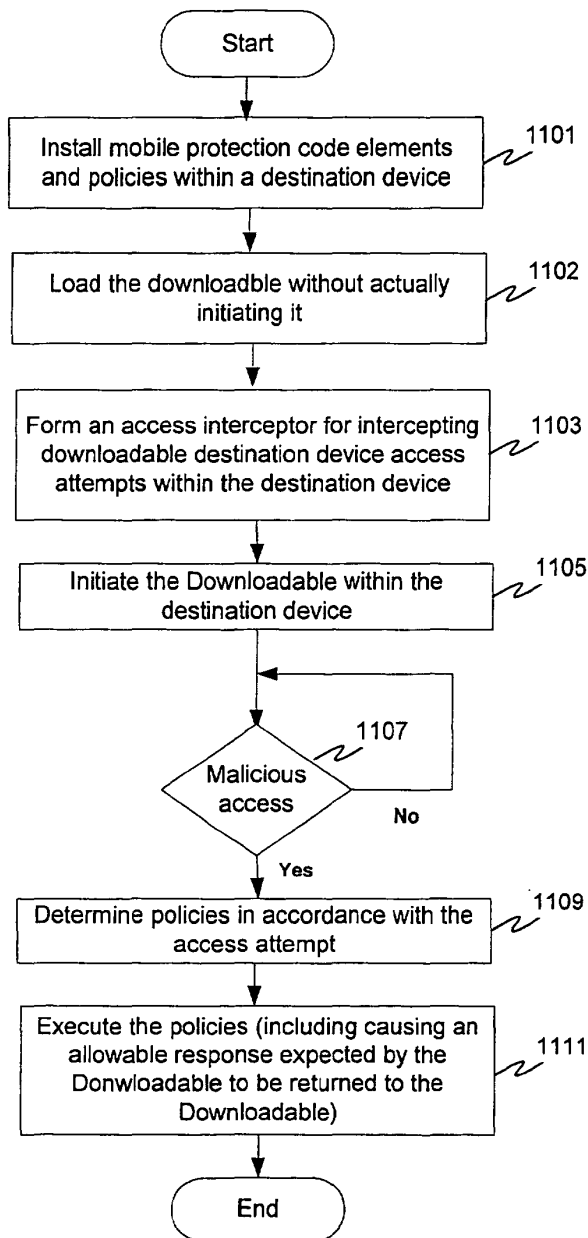 Start
Install mobile protection code elements
and policies within a destination device
1101
Load the downloadble without actually
initiating it
1102
Form an access interceptor for intercepting
downloadable destination device access
attempts within the destination device
1103
Initiate the Downloadable within the
destination device
1105
1107
Malicious
access
No
Yes
Determine policies in accordance with the
access attempt
1109
Execute the policies (including causing an
allowable response expected by the
Donwloadable to be returned to the
Downloadable)
1111
End